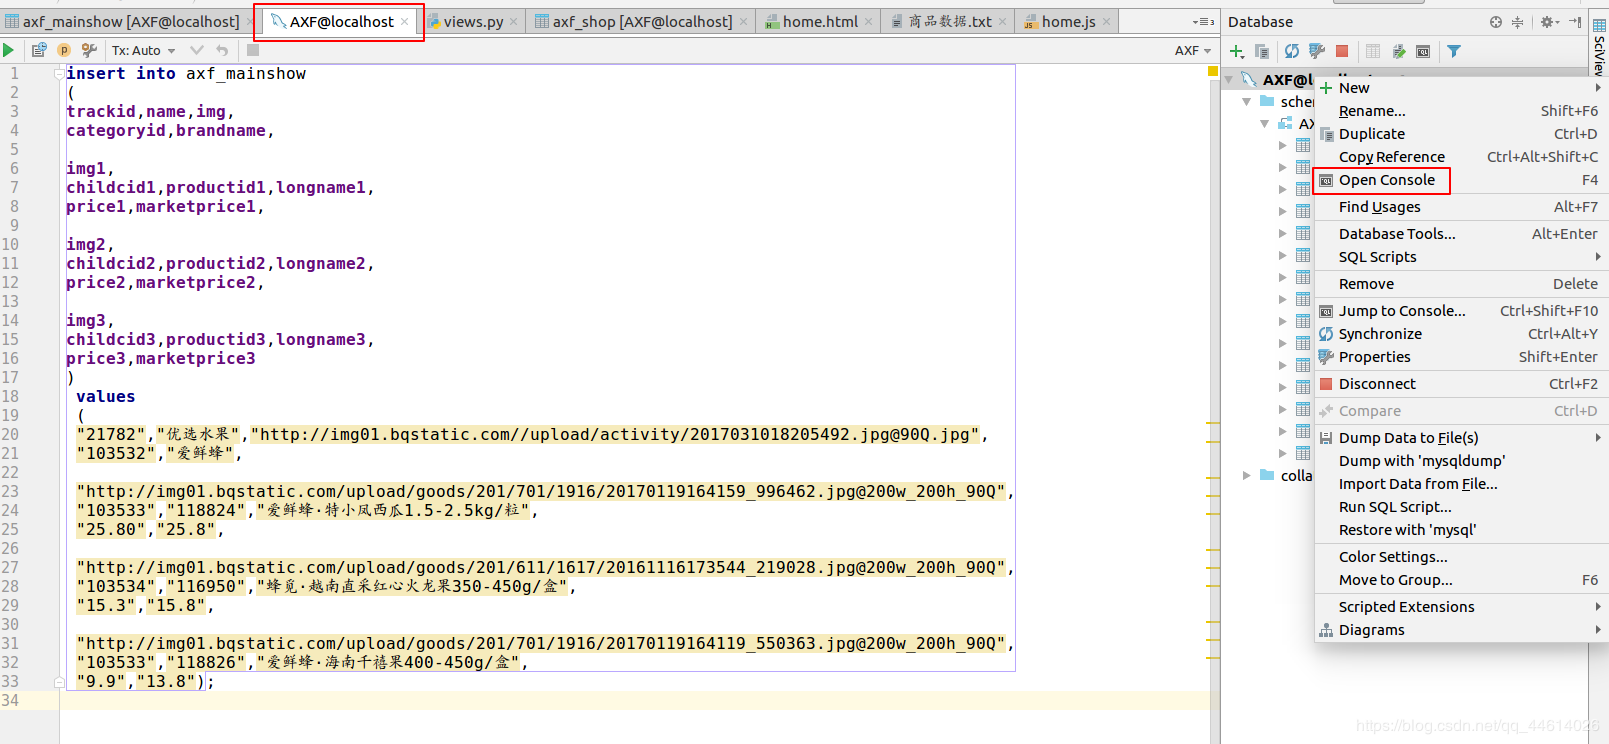 axf_mainshow [AXF@localhost] AXF@localhost views.py axf_shop [AXF@localhost] home.html 商品数据.txt home.js
Tx: Auto AXF
1 insert into axf_mainshow
2 (
3 trackid,name,img,
4 categoryid,brandname,
5
6 img1,
7 childcid1,productid1,longname1,
8 price1,marketprice1,
9
10 img2,
11 childcid2,productid2,longname2,
12 price2,marketprice2,
13
14 img3,
15 childcid3,productid3,longname3,
16 price3,marketprice3
17 )
18 values
19 (
20 "21782","优选水果","http://img01.bqstatic.com//upload/activity/2017031018205492.jpg@90Q.jpg",
21 "103532","爱鲜蜂",
22
23 "http://img01.bqstatic.com/upload/goods/201/701/1916/20170119164159_996462.jpg@200w_200h_90Q",
24 "103533","118824","爱鲜蜂·特小凤西瓜1.5-2.5kg/粒",
25 "25.80","25.8",
26
27 "http://img01.bqstatic.com/upload/goods/201/611/1617/20161116173544_219028.jpg@200w_200h_90Q",
28 "103534","116950","蜂觅·越南直采红心火龙果350-450g/盒",
29 "15.3","15.8",
30
31 "http://img01.bqstatic.com/upload/goods/201/701/1916/20170119164119_550363.jpg@200w_200h_90Q",
32 "103533","118826","爱鲜蜂·海南千禧果400-450g/盒",
33 "9.9","13.8");
34
Database
SciView
AXF@l
schem
AX
colla
New
Rename... Shift+F6
Duplicate Ctrl+D
Copy Reference Ctrl+Alt+Shift+C
Open Console F4
Find Usages Alt+F7
Database Tools... Alt+Enter
SQL Scripts
Remove Delete
Jump to Console... Ctrl+Shift+F10
Synchronize Ctrl+Alt+Y
Properties Shift+Enter
Disconnect Ctrl+F2
Compare Ctrl+D
Dump Data to File(s)
Dump with 'mysqldump'
Import Data from File...
Run SQL Script...
Restore with 'mysql'
Color Settings...
Move to Group... F6
Scripted Extensions
Diagrams
https://blog.csdn.net/qq_44614026